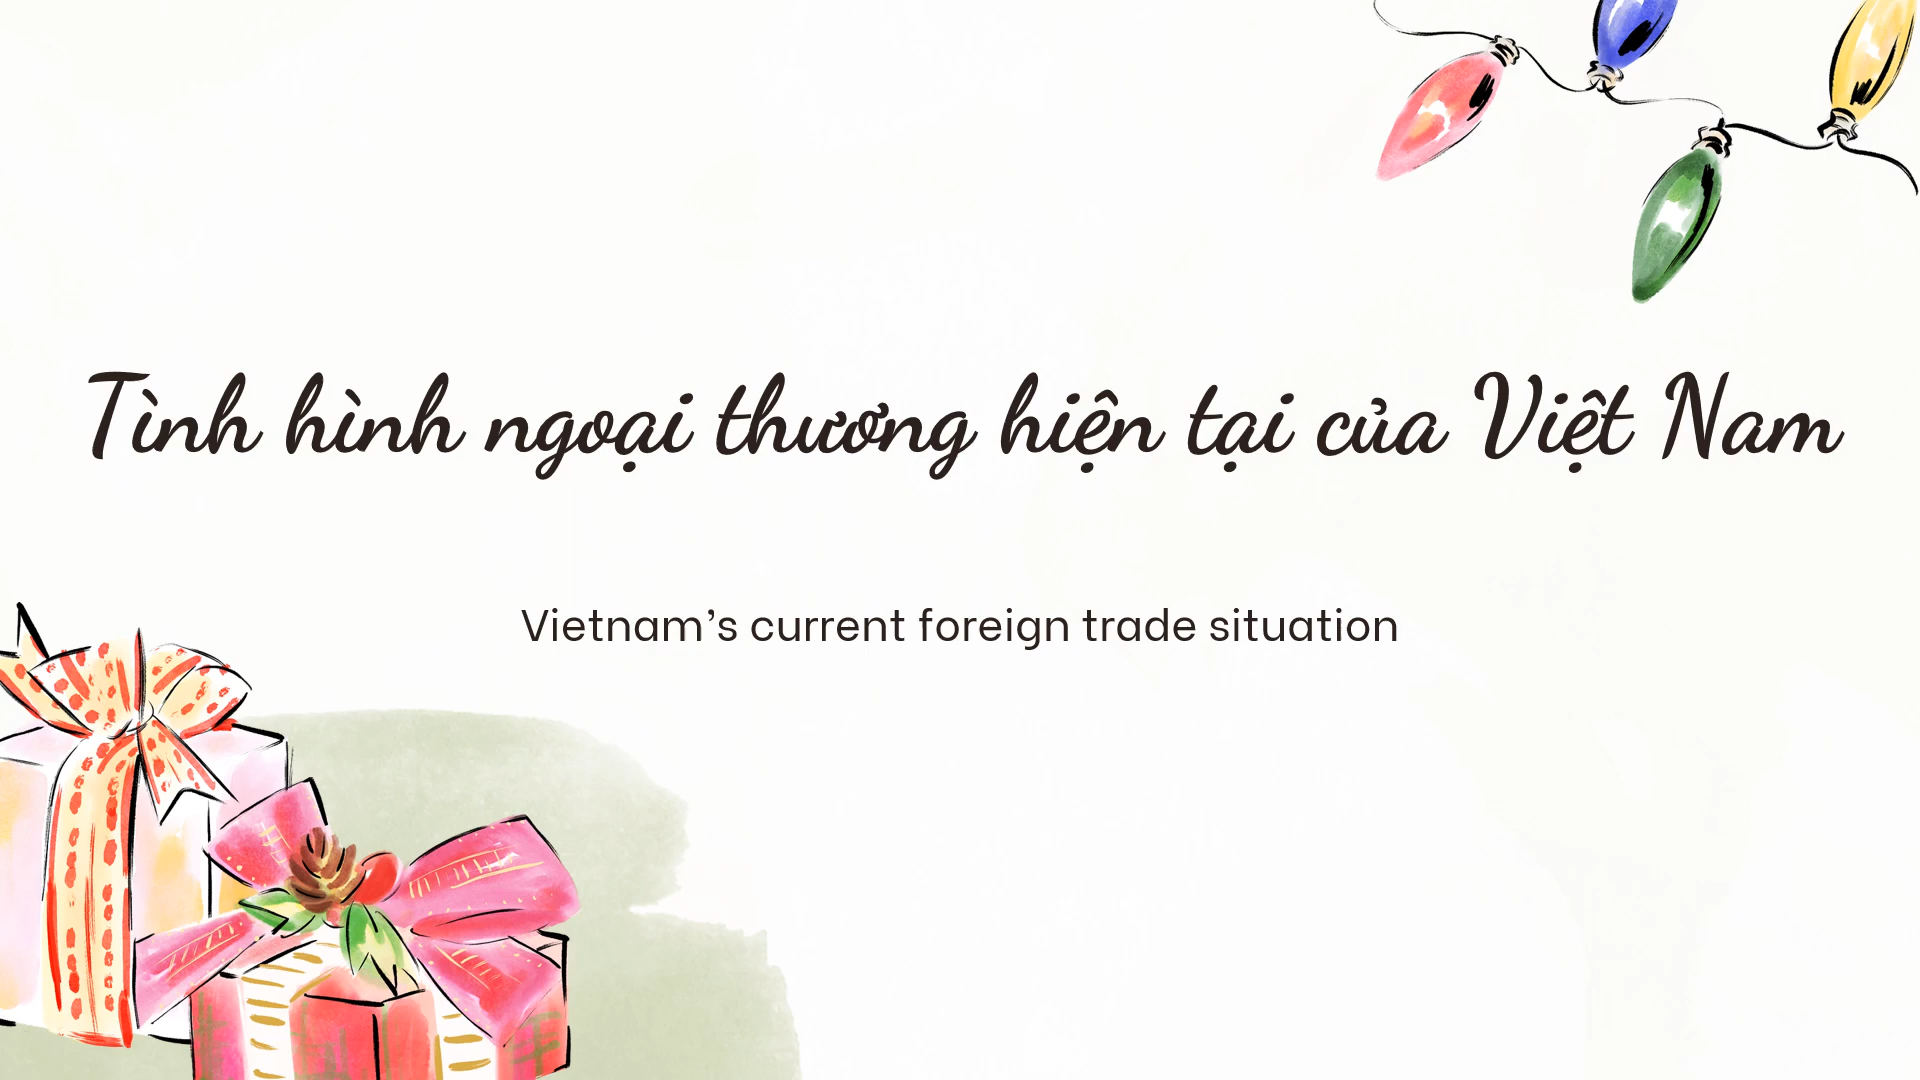 Tình hình ngoại thương hiện tại của Việt Nam
Vietnam’s current foreign trade situation